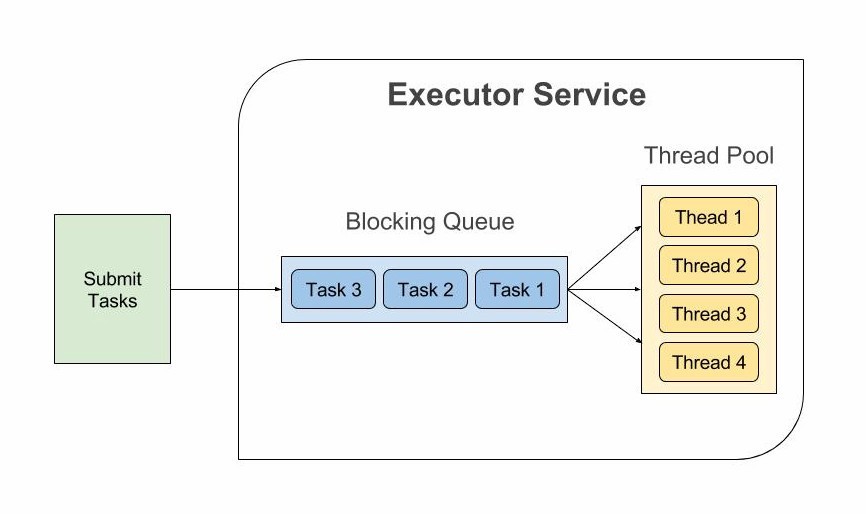 Executor Service
Thread Pool
Blocking Queue
Submit
Tasks
Task 3
Task 2
Task 1
Thead 1
Thread 2
Thread 3
Thread 4